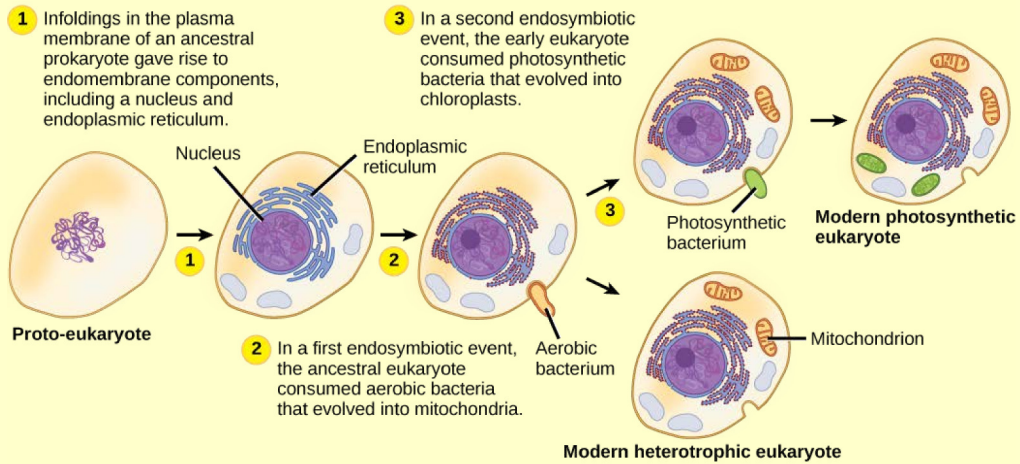 1 Infoldings in the plasma
membrane of an ancestral
prokaryote gave rise to
endomembrane components,
including a nucleus and
endoplasmic reticulum.
3 In a second endosymbiotic
event, the early eukaryote
consumed photosynthetic
bacteria that evolved into
chloroplasts.
Nucleus
Endoplasmic
reticulum
Proto-eukaryote
1
2
3
Photosynthetic
bacterium
Modern photosynthetic
eukaryote
2 In a first endosymbiotic event,
the ancestral eukaryote
consumed aerobic bacteria
that evolved into mitochondria.
Aerobic
bacterium
Mitochondrion
Modern heterotrophic eukaryote